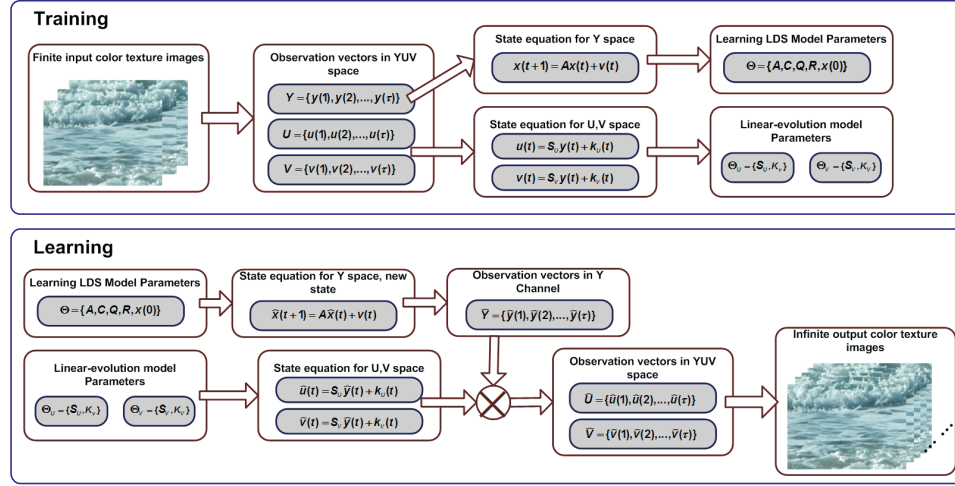 Training
Finite input color texture images
Observation vectors in YUV
space
Y = {y(1), y(2),..., y(τ)}
U = {u(1), u(2),..., u(τ)}
V = {v(1), v(2),..., v(τ)}
State equation for Y space
x(t+1) = Ax(t) + v(t)
State equation for U,V space
u(t) = S_U y(t) + k_U(t)
v(t) = S_V y(t) + k_V(t)
Learning LDS Model Parameters
Θ = {A,C,Q,R,x(0)}
Linear-evolution model
Parameters
Θ_U – {S_U, K_V} Θ_V – {S_V, K_V}
Learning
Learning LDS Model Parameters
Θ = {A,C,Q,R,x(0)}
State equation for Y space, new
state
x̄(t+1) = Ax̄(t) + v(t)
Observation vectors in Y
Channel
Ȳ = {ȳ(1), ȳ(2),..., ȳ(τ)}
Linear-evolution model
Parameters
Θ_U – {S_U, K_V} Θ_V – {S_V, K_V}
State equation for U,V space
ū(t) = S_U ȳ(t) + k_U(t)
v̄(t) = S_V ȳ(t) + k_V(t)
Observation vectors in YUV
space
Ū = {ū(1), ū(2),..., ū(τ)}
V̄ = {v̄(1), v̄(2),..., v̄(τ)}
Infinite output color texture
images